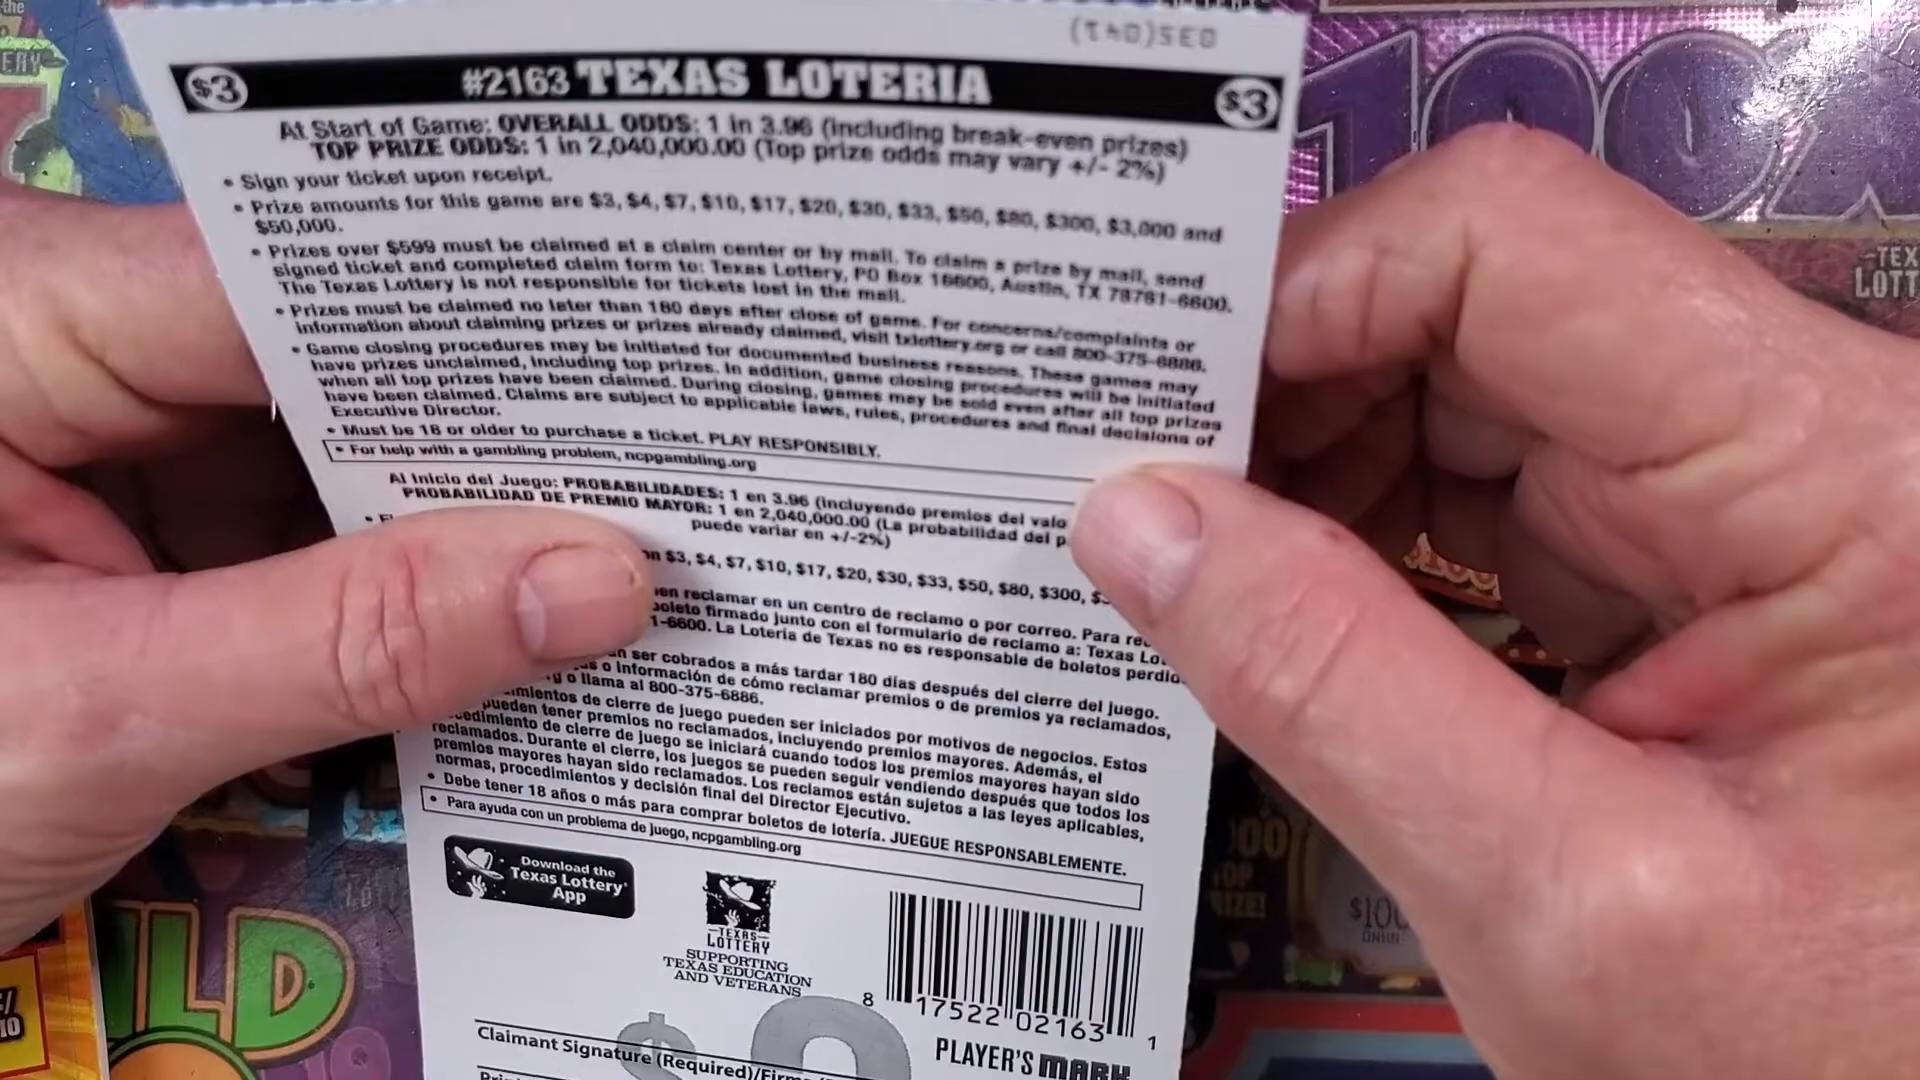 035(041)
$3 #2163 TEXAS LOTERIA $3
At Start of Game: OVERALL ODDS: 1 in 3.96 (including break-even prizes)
TOP PRIZE ODDS: 1 in 2,040,000.00 (Top prize odds may vary +/- 2%)
• Sign your ticket upon receipt.
• Prize amounts for this game are $3, $4, $7, $10, $17, $20, $30, $33, $50, $80, $300, $3,000 and
$50,000.
• Prizes over $599 must be claimed at a claim center or by mail. To claim a prize by mail, send
signed ticket and completed claim form to: Texas Lottery, PO Box 16600, Austin, TX 78761-6600.
The Texas Lottery is not responsible for tickets lost in the mail.
• Prizes must be claimed no later than 180 days after close of game. For concerns/complaints or
information about claiming prizes or prizes already claimed, visit txlottery.org or call 800-375-6886.
• Game closing procedures may be initiated for documented business reasons. These games may
have prizes unclaimed, including top prizes. In addition, game closing procedures will be initiated
when all top prizes have been claimed. During closing, games may be sold even after all top prizes
have been claimed. Claims are subject to applicable laws, rules, procedures and final decisions of
Executive Director.
• Must be 18 or older to purchase a ticket. PLAY RESPONSIBLY.
• For help with a gambling problem, ncpgambling.org
Al Inicio del Juego: PROBABILIDADES: 1 en 3.96 (Incluyendo premios del valo
PROBABILIDAD DE PREMIO MAYOR: 1 en 2,040,000.00 (La probabilidad del p
puede variar en +/-2%)
$3, $4, $7, $10, $17, $20, $30, $33, $50, $80, $300,
reclamar en un centro de reclamo o por correo. Para
boleto firmado junto con el formulario de reclamo a: Texas
1-6600. La Lotería de Texas no es responsable de boletos
ser cobrados a más tardar 180 días después del cierre del juego.
o información de cómo reclamar premios o de premios ya reclamados,
o llama al 800-375-6886.
de cierre de juego pueden ser iniciados por motivos de negocios. Estos
pueden tener premios no reclamados, incluyendo premios mayores. Además, el
de cierre de juego se iniciará cuando todos los premios mayores hayan sido
reclamados. Durante el cierre, los juegos se pueden seguir vendiendo después que todos los
premios mayores hayan sido reclamados. Los reclamos están sujetos a las leyes aplicables,
normas, procedimientos y decisión final del Director Ejecutivo.
• Debe tener 18 años o más para comprar boletos de lotería. JUEGUE RESPONSABLEMENTE.
• Para ayuda con un problema de juego, ncpgambling.org
Download the
Texas Lottery
App
TEXAS
LOTTERY
SUPPORTING
TEXAS EDUCATION
AND VETERANS
8 17522 02163 1
PLAYER'S MARK
Claimant Signature (Required)/
100X
$100